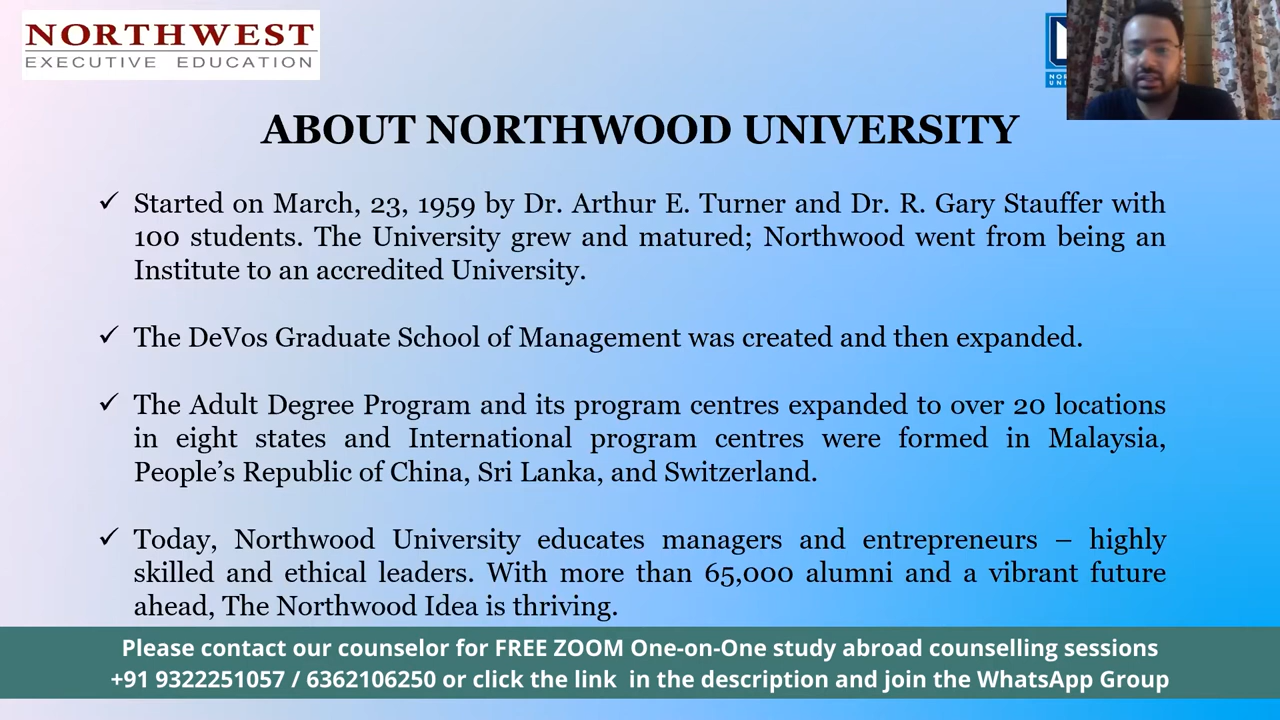 NORTHWEST
EXECUTIVE EDUCATION
ABOUT NORTHWOOD UNIVERSITY
✓ Started on March, 23, 1959 by Dr. Arthur E. Turner and Dr. R. Gary Stauffer with
100 students. The University grew and matured; Northwood went from being an
Institute to an accredited University.
✓ The DeVos Graduate School of Management was created and then expanded.
✓ The Adult Degree Program and its program centres expanded to over 20 locations
in eight states and International program centres were formed in Malaysia,
People’s Republic of China, Sri Lanka, and Switzerland.
✓ Today, Northwood University educates managers and entrepreneurs – highly
skilled and ethical leaders. With more than 65,000 alumni and a vibrant future
ahead, The Northwood Idea is thriving.
Please contact our counselor for FREE ZOOM One-on-One study abroad counselling sessions
+91 9322251057 / 6362106250 or click the link in the description and join the WhatsApp Group